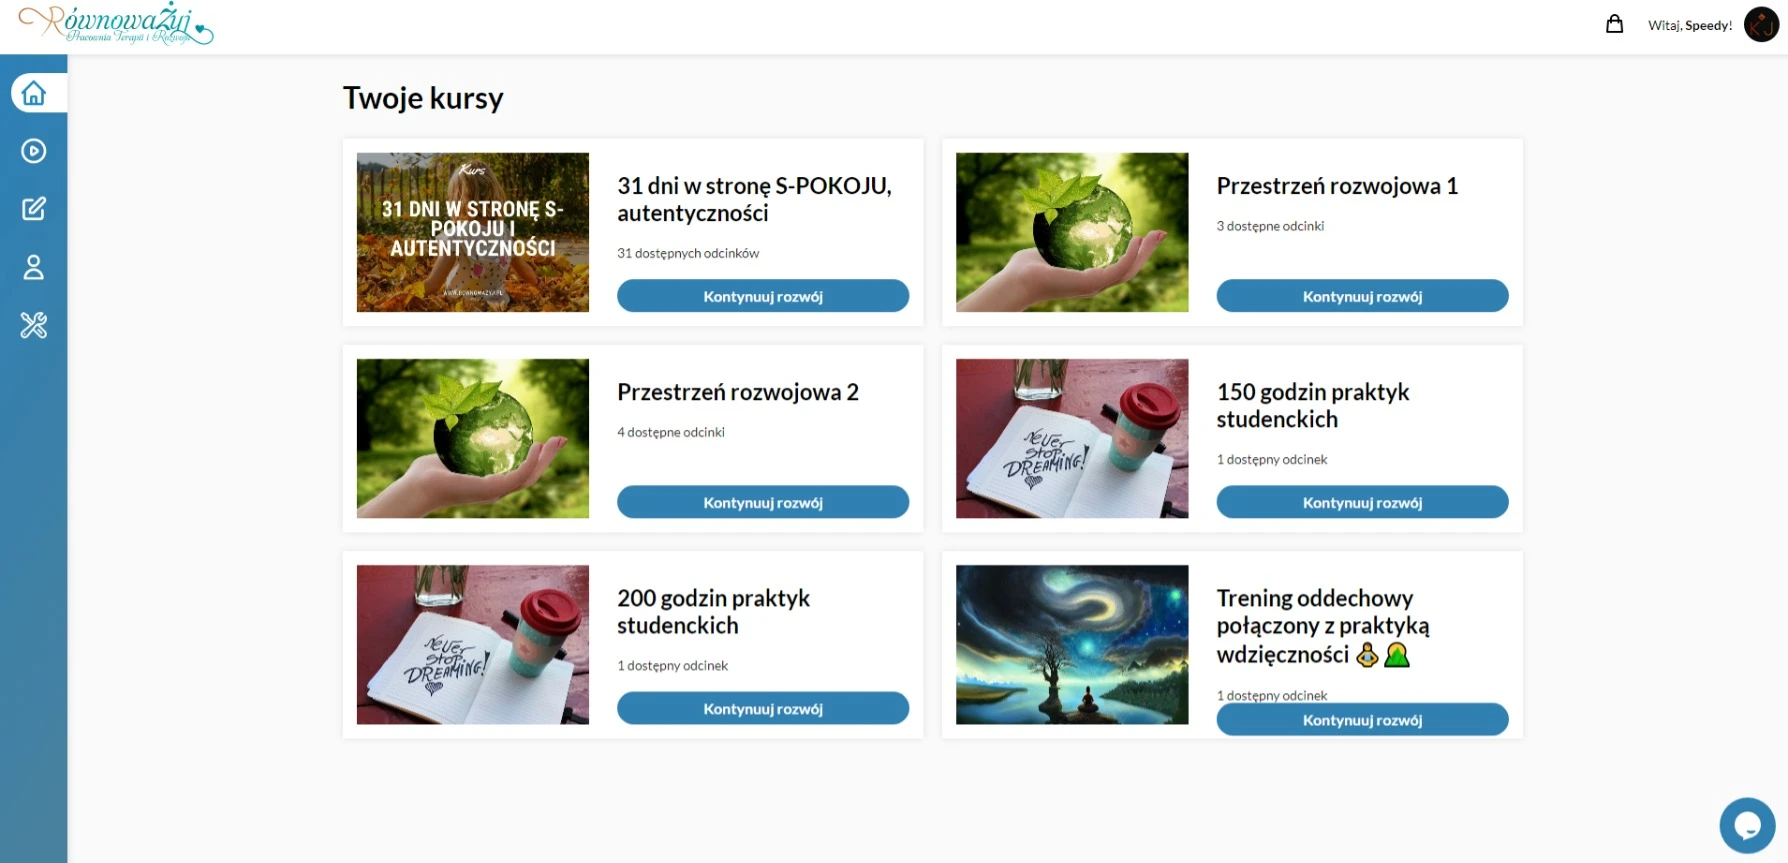 RównoważŻyj
Pracownia Terapii i Rozwoju
Witaj, Speedy!
KJ
Twoje kursy
Kurs
31 DNI W STRONĘ S-
POKOJU I
AUTENTYCZNOŚCI
WWW.ROWNOWAZYJ.PL
31 dni w stronę S-POKOJU,
autentyczności
31 dostępnych odcinków
Kontynuuj rozwój
Przestrzeń rozwojowa 1
3 dostępne odcinki
Kontynuuj rozwój
Przestrzeń rozwojowa 2
4 dostępne odcinki
Kontynuuj rozwój
NEVER
STOP
DREAMING!
150 godzin praktyk
studenckich
1 dostępny odcinek
Kontynuuj rozwój
NEVER
STOP
DREAMING!
200 godzin praktyk
studenckich
1 dostępny odcinek
Kontynuuj rozwój
Trening oddechowy
połączony z praktyką
wdzięczności
1 dostępny odcinek
Kontynuuj rozwój